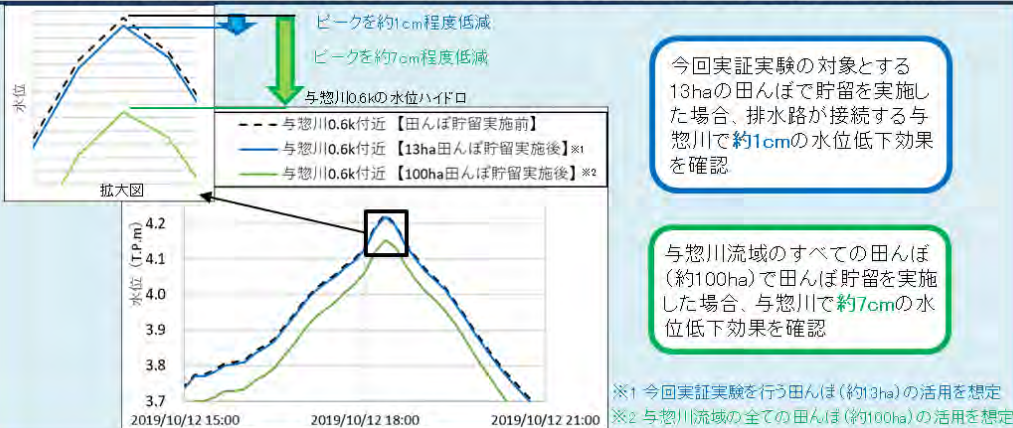 ピークを約1cm程度低減
ピークを約7cm程度低減
水位
拡大図
与惣川0.6kの水位ハイドロ
与惣川0.6k付近 【田んぼ貯留実施前】
与惣川0.6k付近 【13ha田んぼ貯留実施後】※1
与惣川0.6k付近 【100ha田んぼ貯留実施後】※2
水位 (T.P.m)
4.2
4.1
4.0
3.9
3.8
3.7
2019/10/12 15:00
2019/10/12 18:00
2019/10/12 21:00
今回実証実験の対象とする
13haの田んぼで貯留を実施し
た場合、排水路が接続する与
惣川で約1cmの水位低下効果
を確認
与惣川流域のすべての田んぼ
(約100ha)で田んぼ貯留を実施
した場合、与惣川で約7cmの水
位低下効果を確認
※1 今回実証実験を行う田んぼ(約13ha)の活用を想定
※2 与惣川流域の全ての田んぼ(約100ha)の活用を想定